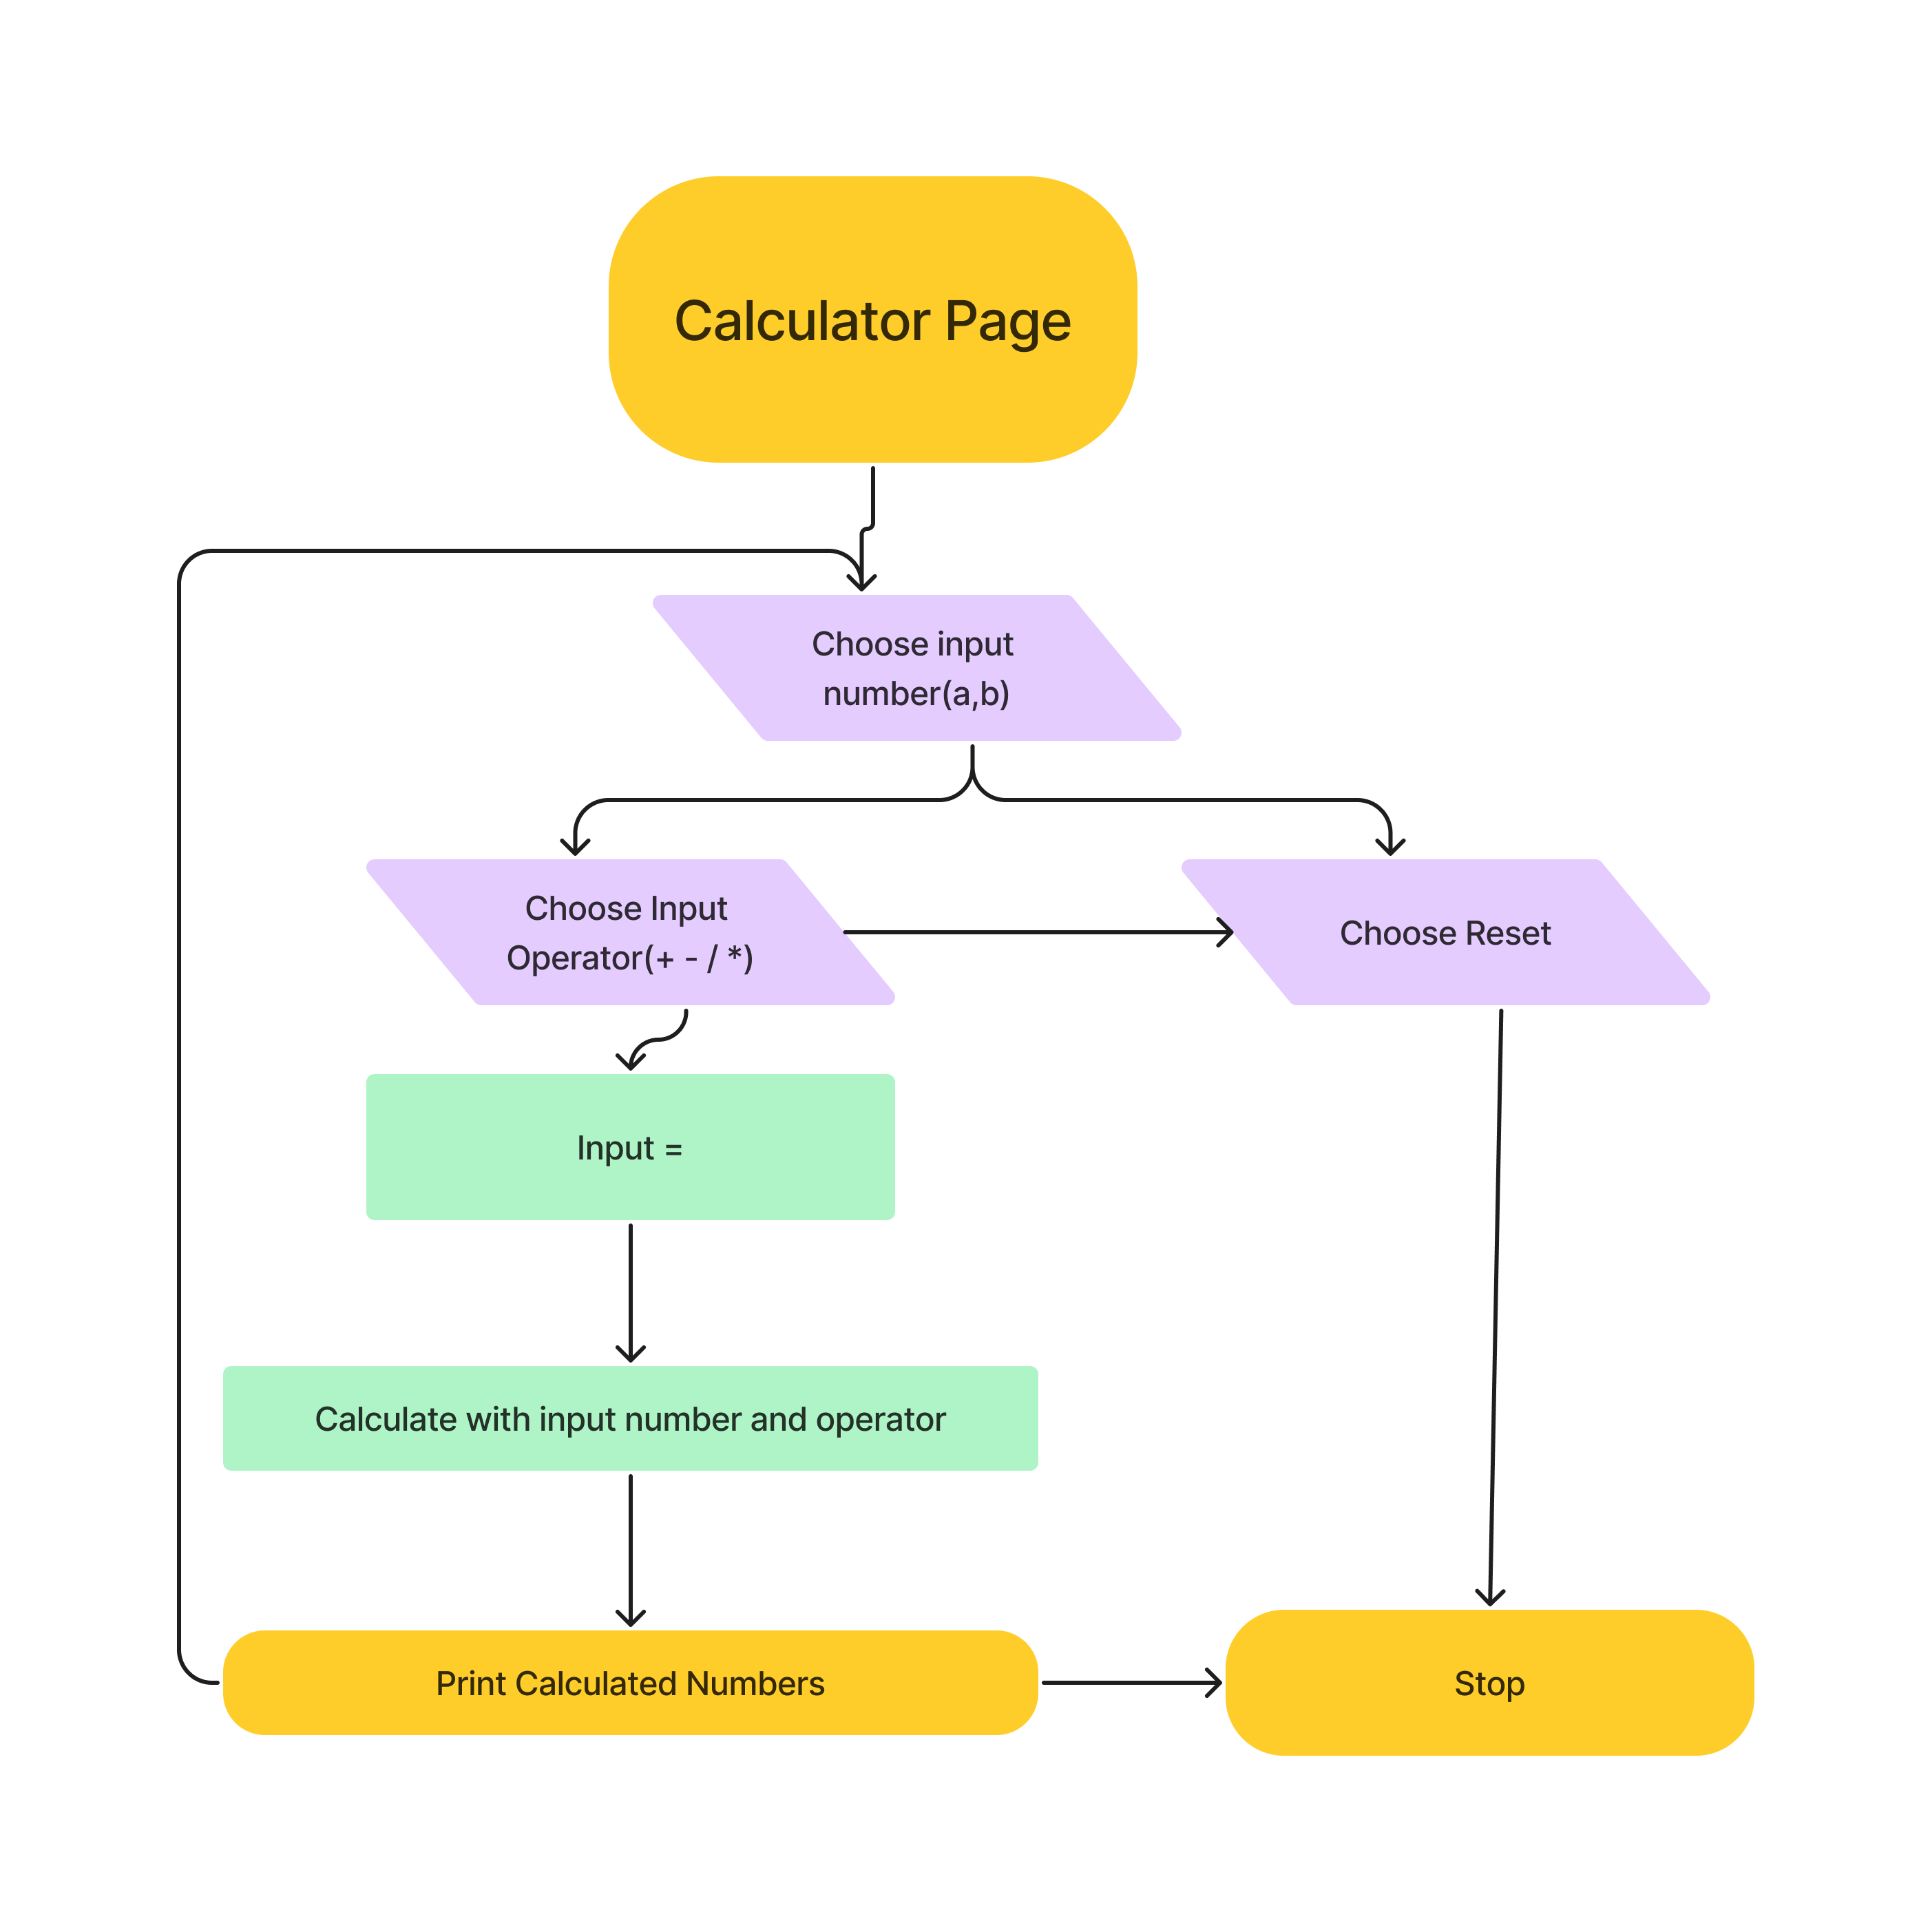 Calculator Page
Choose input
number(a,b)
Choose Input
Operator(+ - / *)
Choose Reset
Input =
Calculate with input number and operator
Print Calculated Numbers
Stop